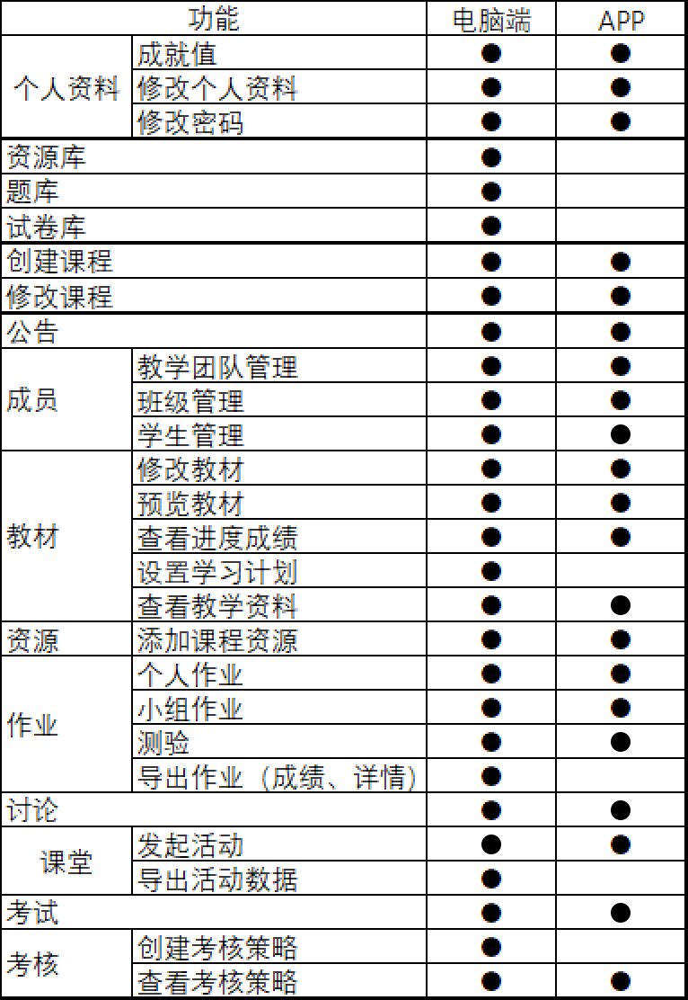 功能 电脑端 APP
个人资料 成就值 ● ●
修改个人资料 ● ●
修改密码 ● ●
资源库 ●
题库 ●
试卷库 ●
创建课程 ● ●
修改课程 ● ●
公告 ● ●
成员 教学团队管理 ● ●
班级管理 ● ●
学生管理 ● ●
教材 修改教材 ● ●
预览教材 ● ●
查看进度成绩 ● ●
设置学习计划 ●
查看教学资料 ● ●
资源 添加课程资源 ● ●
作业 个人作业 ● ●
小组作业 ● ●
测验 ● ●
导出作业（成绩、详情） ●
讨论 ● ●
课堂 发起活动 ● ●
导出活动数据 ●
考试 ● ●
考核 创建考核策略 ●
查看考核策略 ● ●